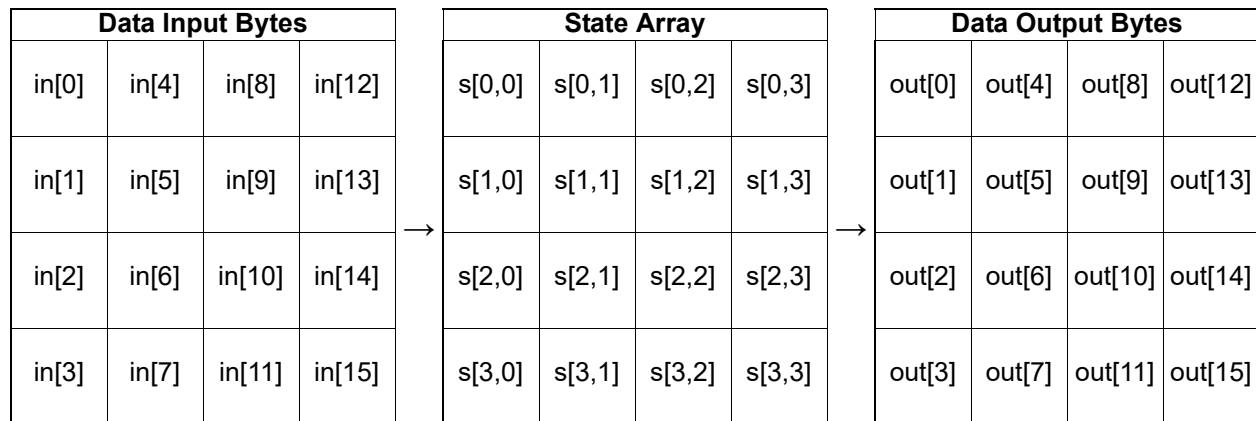 Data Input Bytes State Array Data Output Bytes
in[0] in[4] in[8] in[12] s[0,0] s[0,1] s[0,2] s[0,3] out[0] out[4] out[8] out[12]
in[1] in[5] in[9] in[13] s[1,0] s[1,1] s[1,2] s[1,3] out[1] out[5] out[9] out[13]
→ →
in[2] in[6] in[10] in[14] s[2,0] s[2,1] s[2,2] s[2,3] out[2] out[6] out[10] out[14]
in[3] in[7] in[11] in[15] s[3,0] s[3,1] s[3,2] s[3,3] out[3] out[7] out[11] out[15]